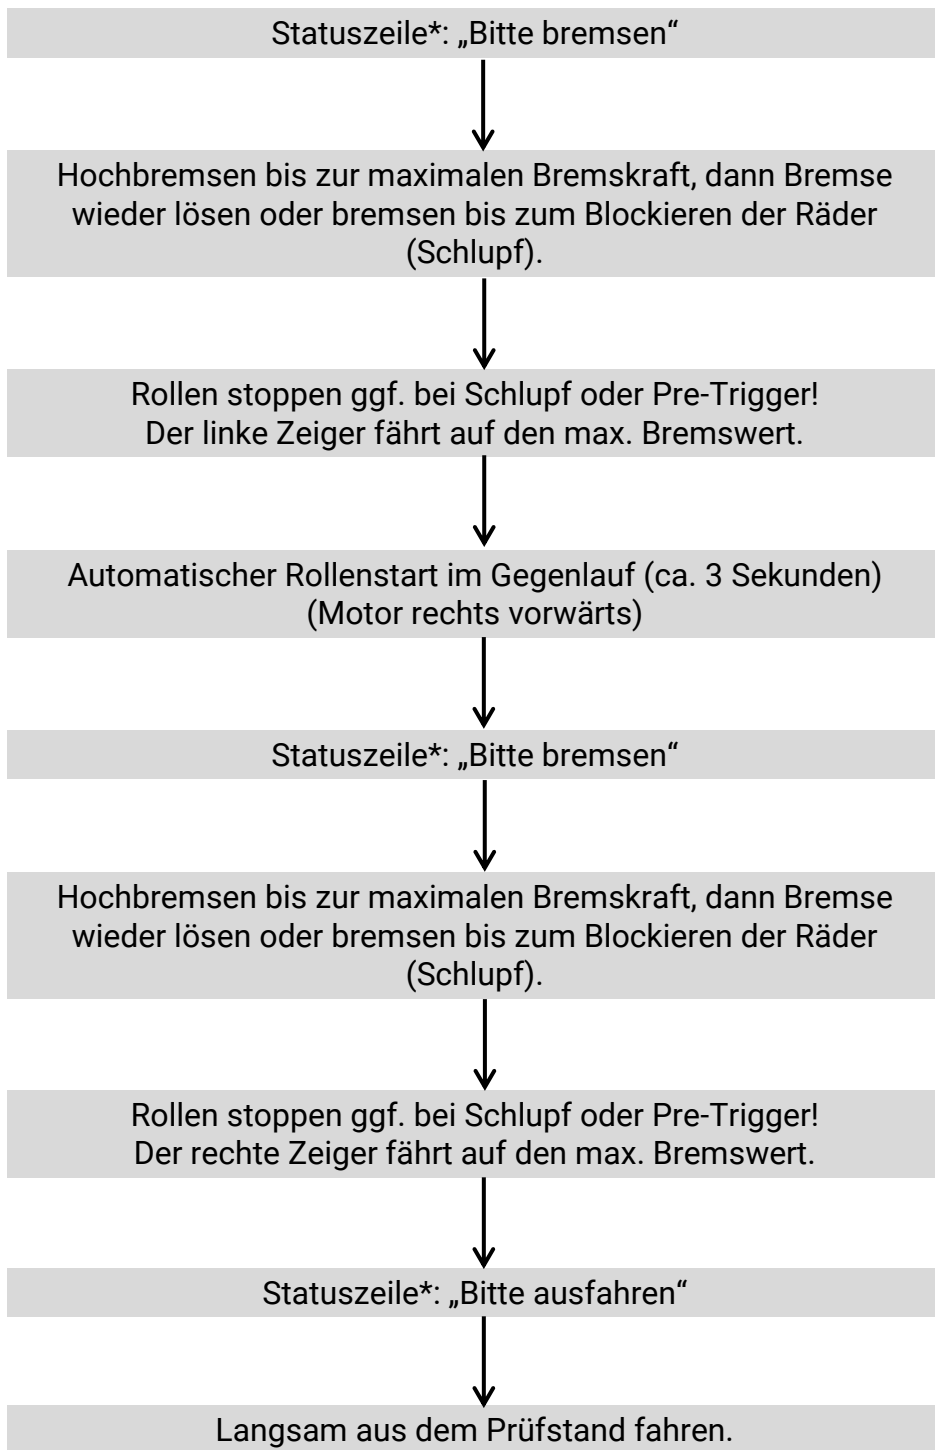 Statuszeile*: „Bitte bremsen“
Hochbremsen bis zur maximalen Bremskraft, dann Bremse
wieder lösen oder bremsen bis zum Blockieren der Räder
(Schlupf).
Rollen stoppen ggf. bei Schlupf oder Pre-Trigger!
Der linke Zeiger fährt auf den max. Bremswert.
Automatischer Rollenstart im Gegenlauf (ca. 3 Sekunden)
(Motor rechts vorwärts)
Statuszeile*: „Bitte bremsen“
Hochbremsen bis zur maximalen Bremskraft, dann Bremse
wieder lösen oder bremsen bis zum Blockieren der Räder
(Schlupf).
Rollen stoppen ggf. bei Schlupf oder Pre-Trigger!
Der rechte Zeiger fährt auf den max. Bremswert.
Statuszeile*: „Bitte ausfahren“
Langsam aus dem Prüfstand fahren.